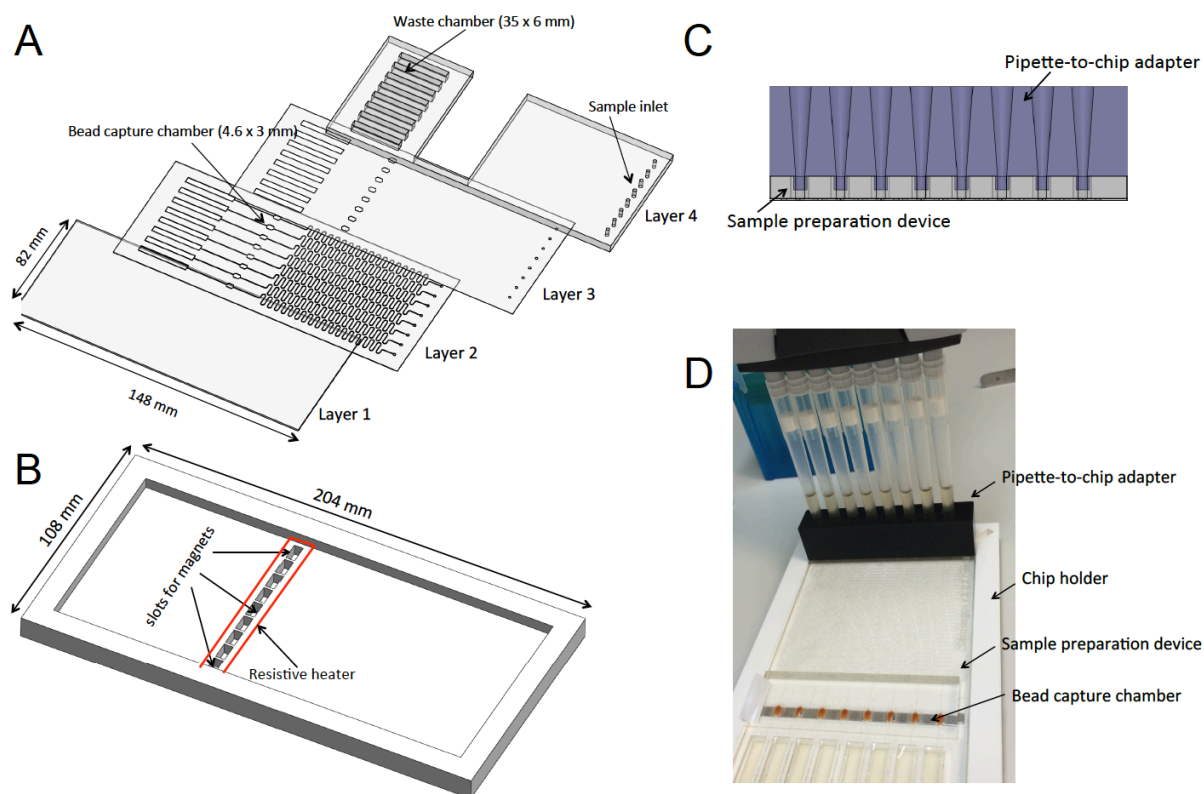 A
Waste chamber (35 x 6 mm)
Bead capture chamber (4.6 x 3 mm)
Sample inlet
Layer 4
Layer 3
Layer 2
Layer 1
82 mm
148 mm
B
108 mm
204 mm
slots for magnets
Resistive heater
C
Pipette-to-chip adapter
Sample preparation device
D
Pipette-to-chip adapter
Chip holder
Sample preparation device
Bead capture chamber